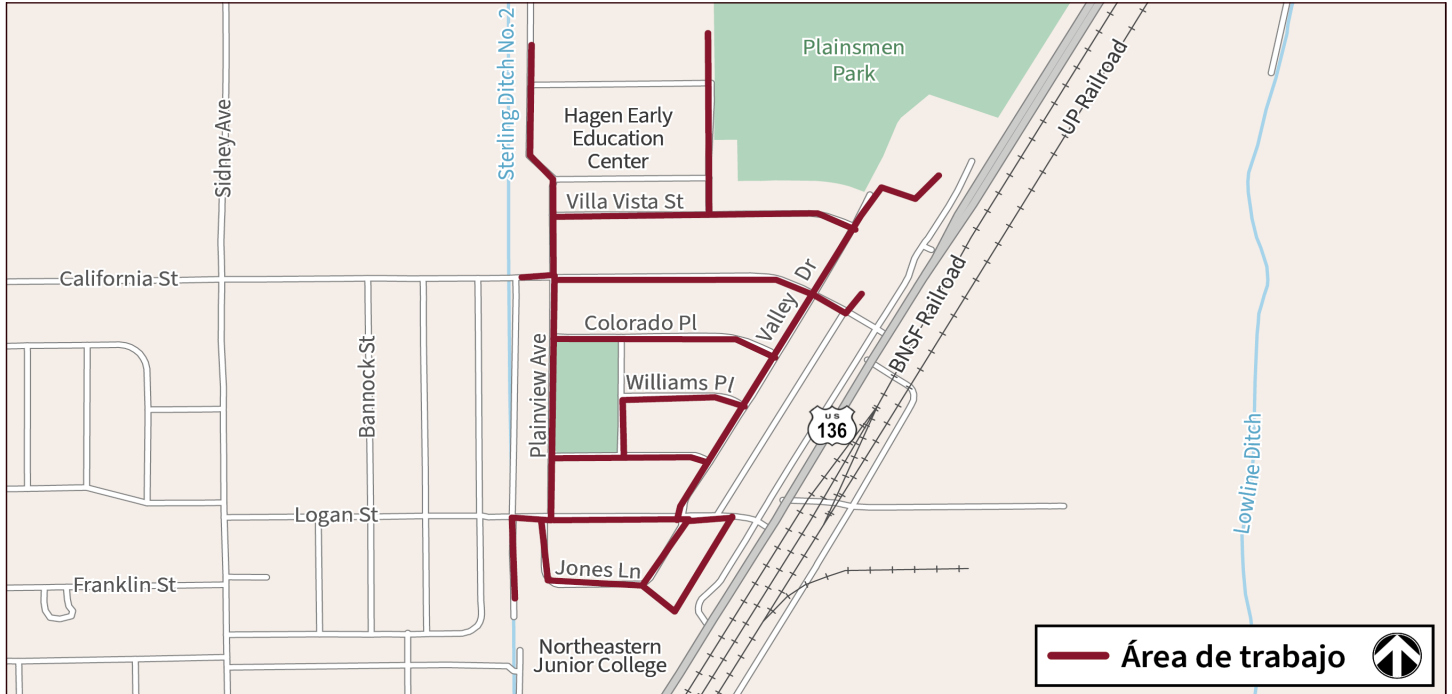 Sterling Ditch No. 2
Plainsmen
Park
UP Railroad
Sidney Ave
Hagen Early
Education
Center
Villa Vista St
California St
Valley Dr
BNSF Railroad
Colorado Pl
Bannock St
Plainview Ave
Williams Pl
US
136
Lowline Ditch
Logan St
Jones Ln
Franklin St
Northeastern
Junior College
Área de trabajo